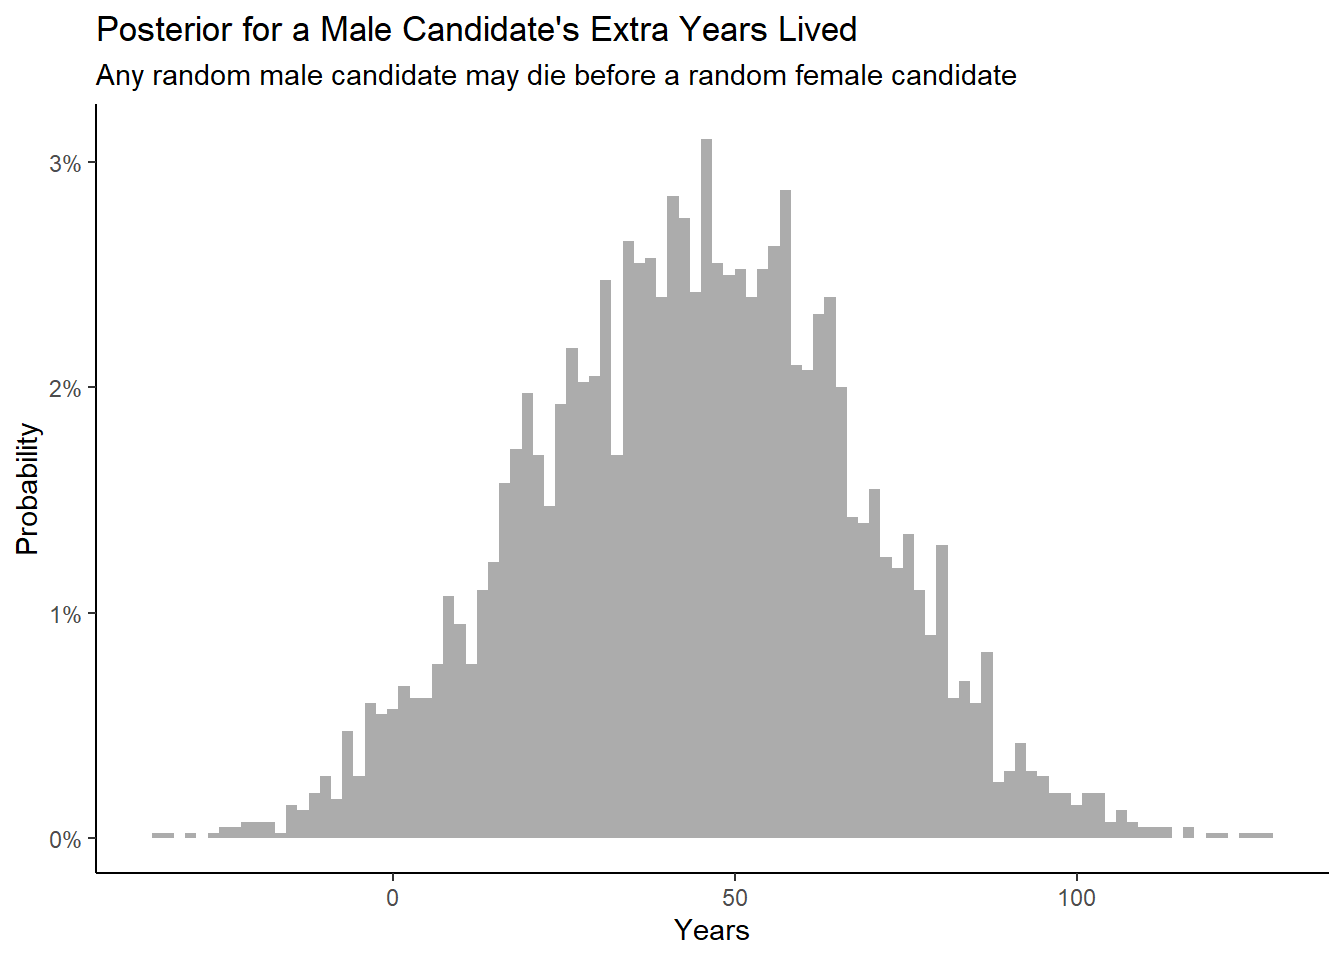 Posterior for a Male Candidate's Extra Years Lived
Any random male candidate may die before a random female candidate
3%
2%
1%
0%
Probability
0
50
100
Years